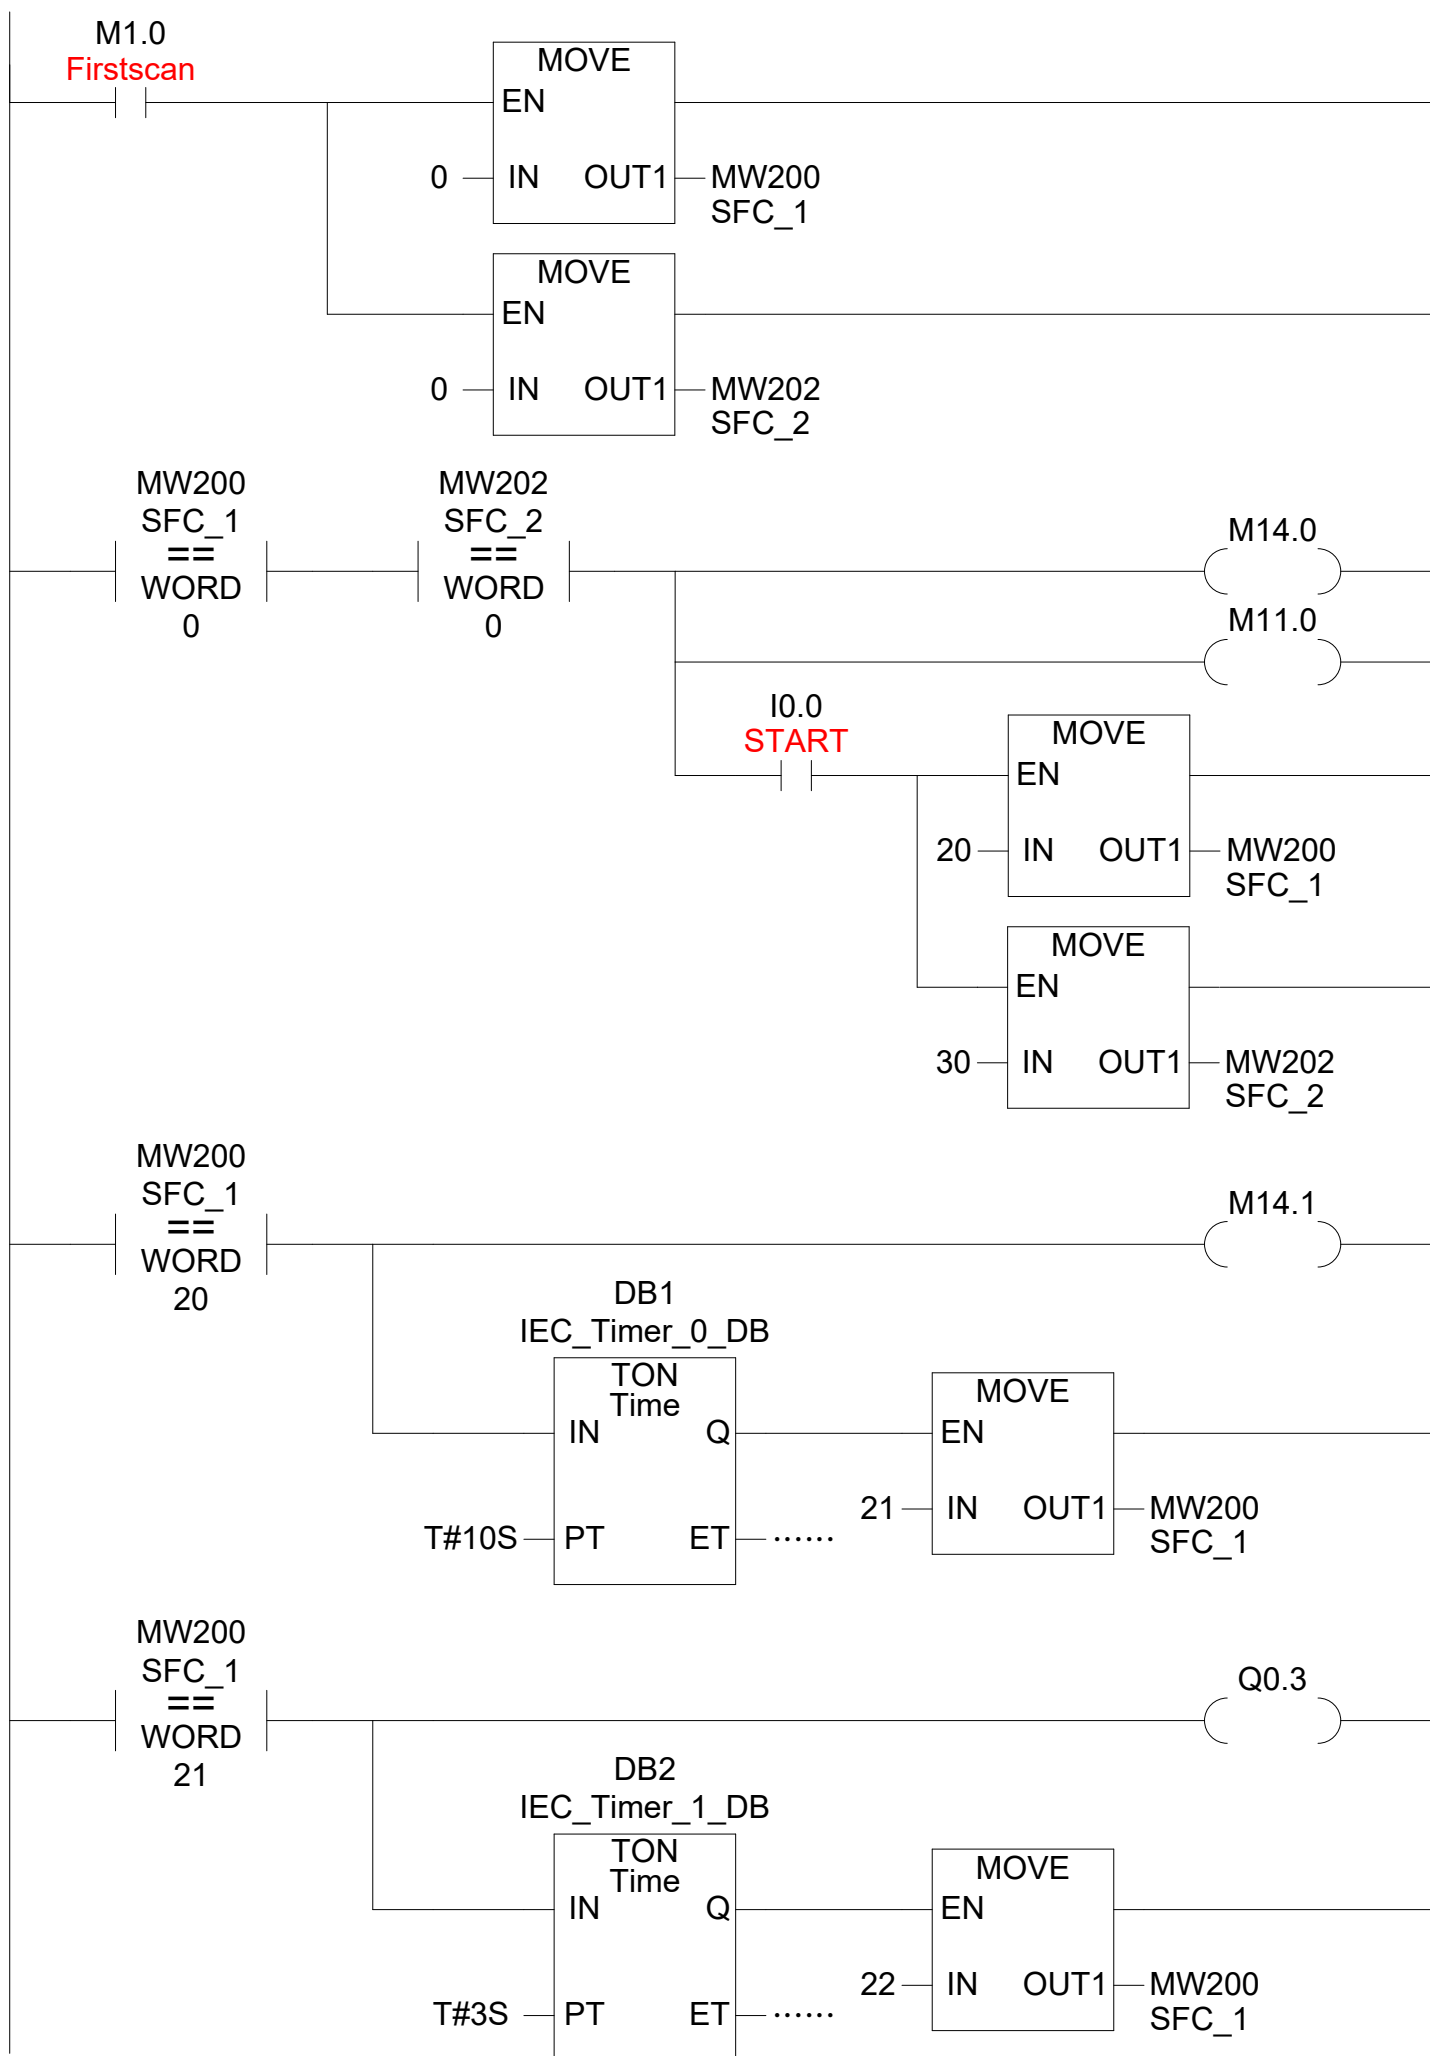 M1.0
Firstscan
MOVE
EN
0 IN OUT1 MW200
SFC_1
MOVE
EN
0 IN OUT1 MW202
SFC_2
MW200 MW202
SFC_1 SFC_2
== ==
WORD WORD
0 0
M14.0
M11.0
I0.0
START
MOVE
EN
20 IN OUT1 MW200
SFC_1
MOVE
EN
30 IN OUT1 MW202
SFC_2
MW200
SFC_1
==
WORD
20
M14.1
DB1
IEC_Timer_0_DB
TON
Time
IN Q
T#10S PT ET ......
MOVE
EN
21 IN OUT1 MW200
SFC_1
MW200
SFC_1
==
WORD
21
Q0.3
DB2
IEC_Timer_1_DB
TON
Time
IN Q
T#3S PT ET ......
MOVE
EN
22 IN OUT1 MW200
SFC_1